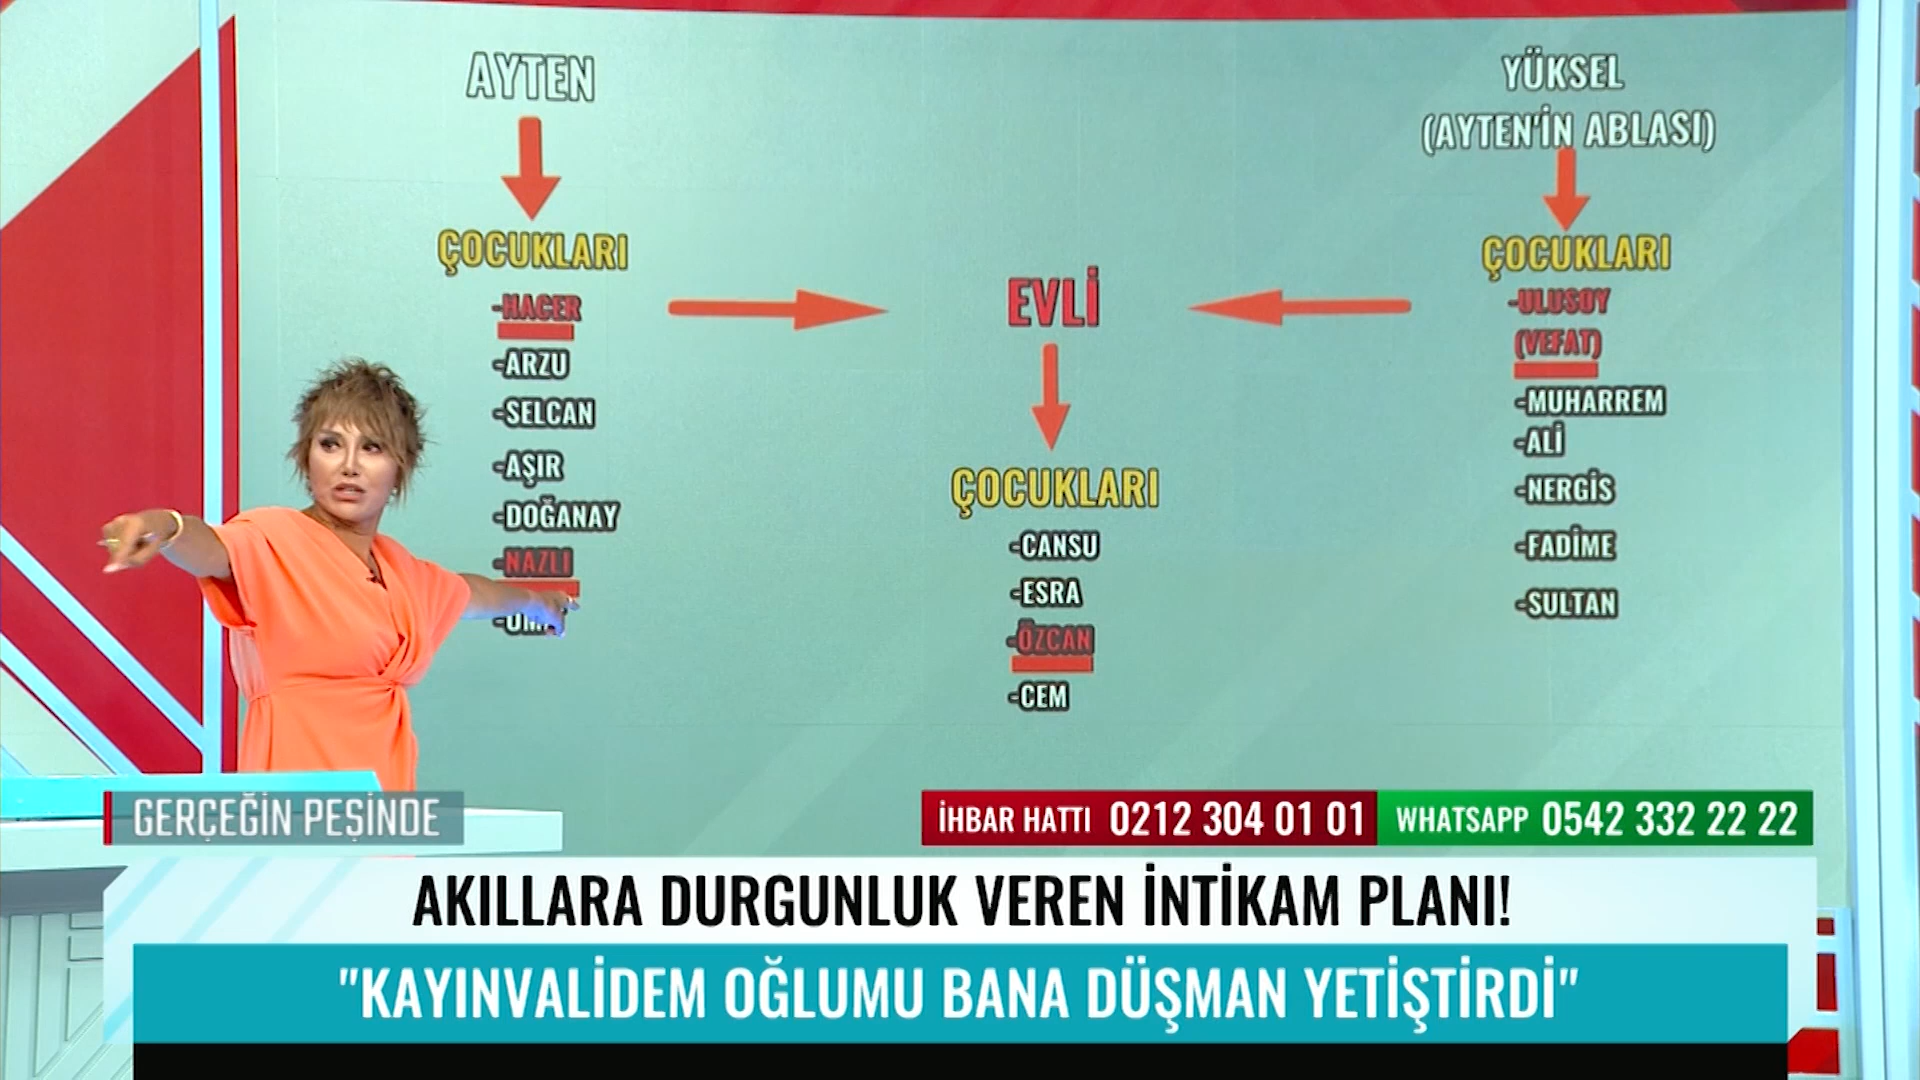 AYTEN
ÇOCUKLARI
-HACER
-ARZU
-SELCAN
-AŞIR
-DOĞANAY
-NAZLI
EVLİ
ÇOCUKLARI
-CANSU
-ESRA
-ÖZCAN
-CEM
YÜKSEL
(AYTEN'İN ABLASI)
ÇOCUKLARI
-ULUSOY
(VEFAT)
-MUHARREM
-ALİ
-NERGİS
-FADİME
-SULTAN
GERÇEĞİN PEŞİNDE
İHBAR HATTI 0212 304 01 01 WHATSAPP 0542 332 22 22
AKILLARA DURGUNLUK VEREN İNTİKAM PLANI!
"KAYINVALİDEM OĞLUMU BANA DÜŞMAN YETİŞTİRDİ"